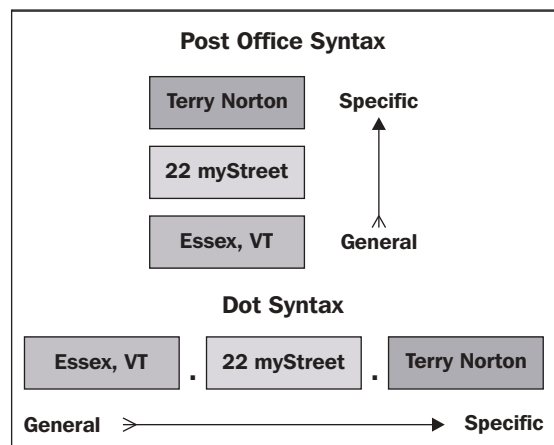 Post Office Syntax
Terry Norton Specific
22 myStreet
Essex, VT General
Dot Syntax
Essex, VT . 22 myStreet . Terry Norton
General Specific